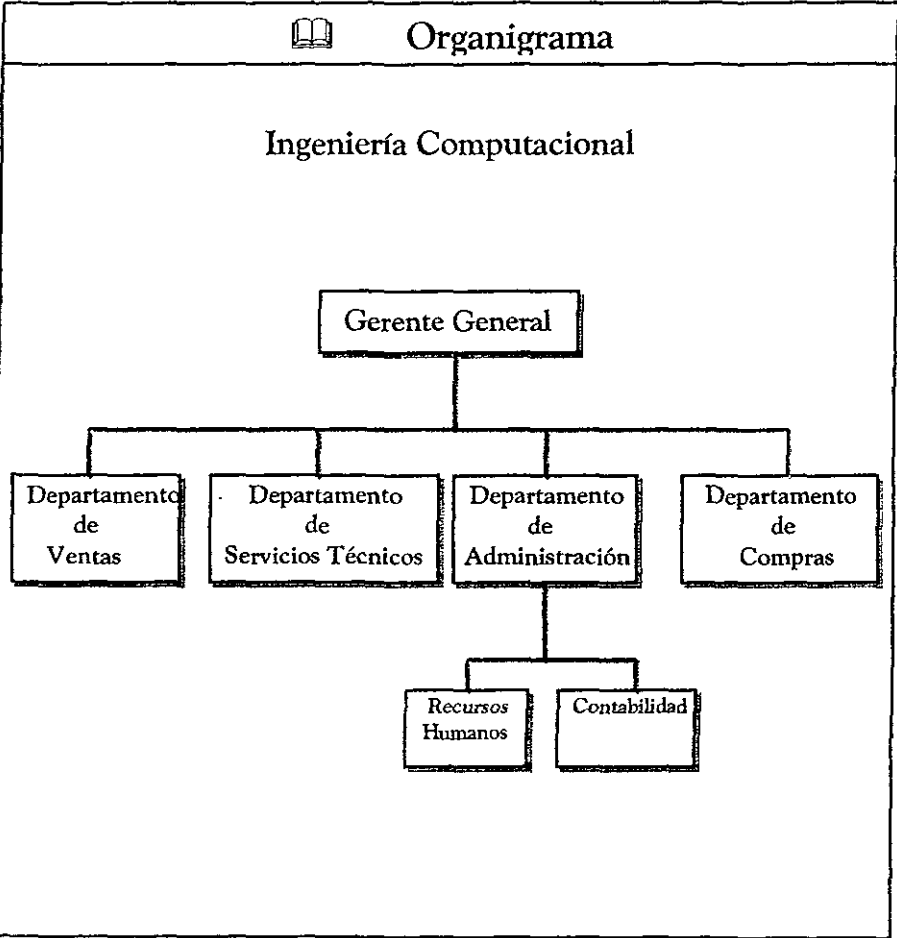 Organigrama
Ingeniería Computacional
Gerente General
Departamento
de
Ventas
Departamento
de
Servicios Técnicos
Departamento
de
Administración
Departamento
de
Compras
Recursos
Humanos
Contabilidad